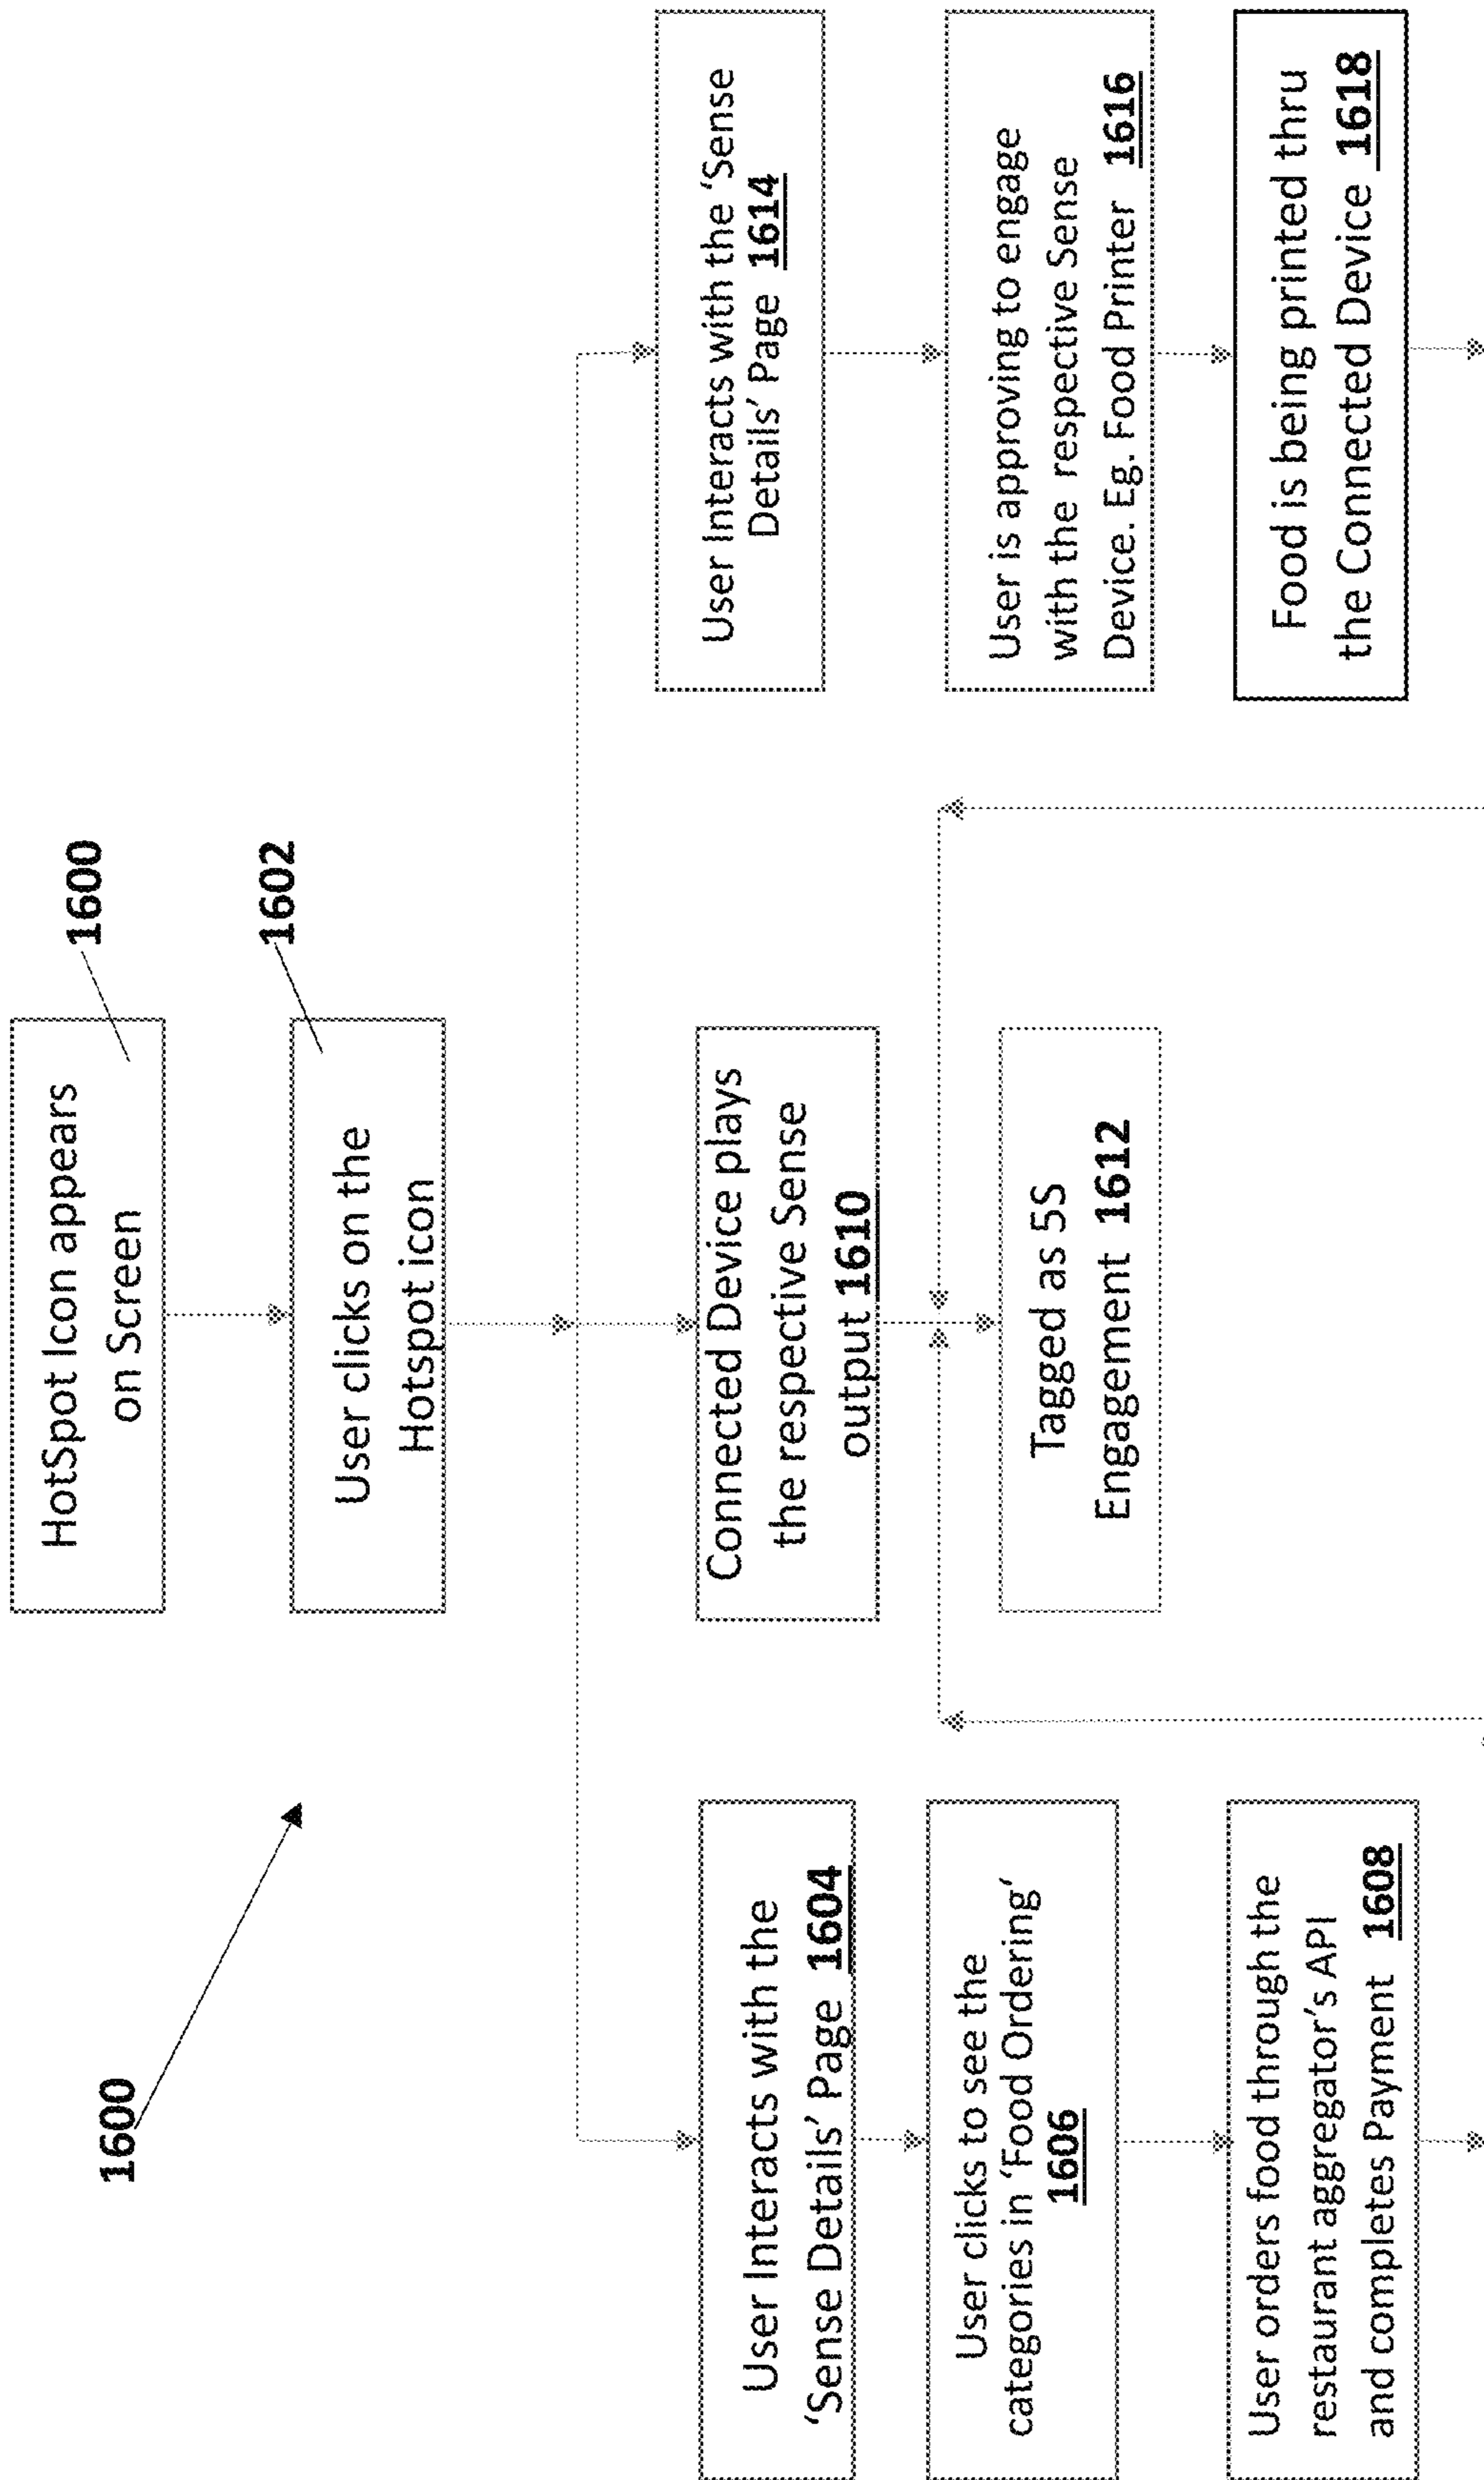 1600
HotSpot Icon appears
on Screen
1600
User clicks on the
Hotspot icon
1602
User Interacts with the
‘Sense Details’ Page 1604
User clicks to see the
categories in ‘Food Ordering‘
1606
User orders food through the
restaurant aggregator’s API
and completes Payment 1608
Connected Device plays
the respective Sense
output 1610
Tagged as 5S
Engagement 1612
User Interacts with the ‘Sense
Details’ Page 1614
User is approving to engage
with the respective Sense
Device. Eg. Food Printer 1616
Food is being printed thru
the Connected Device 1618